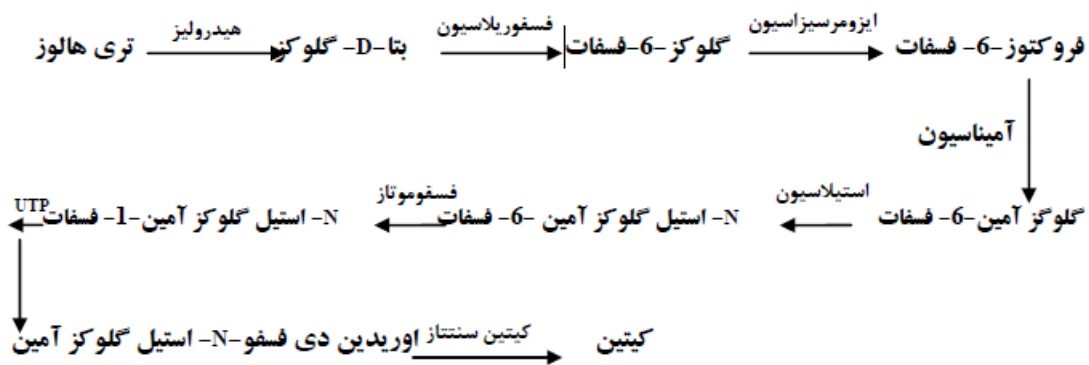 تری هالوز
هیدرولیز
بتا-D- گلوکز
فسفوریلاسیون
گلوکز-6-فسفات
ایزومرسیزاسیون
فروکتوز-6- فسفات
آمیناسیون
گلوگز آمین-6- فسفات
استیلاسیون
N- استیل گلوکز آمین -6- فسفات
فسفوموتاز
N- استیل گلوکز آمین-1- فسفات
UTP
اوریدین دی فسفو-N- استیل گلوکز آمین
کیتین سنتتاز
کیتین